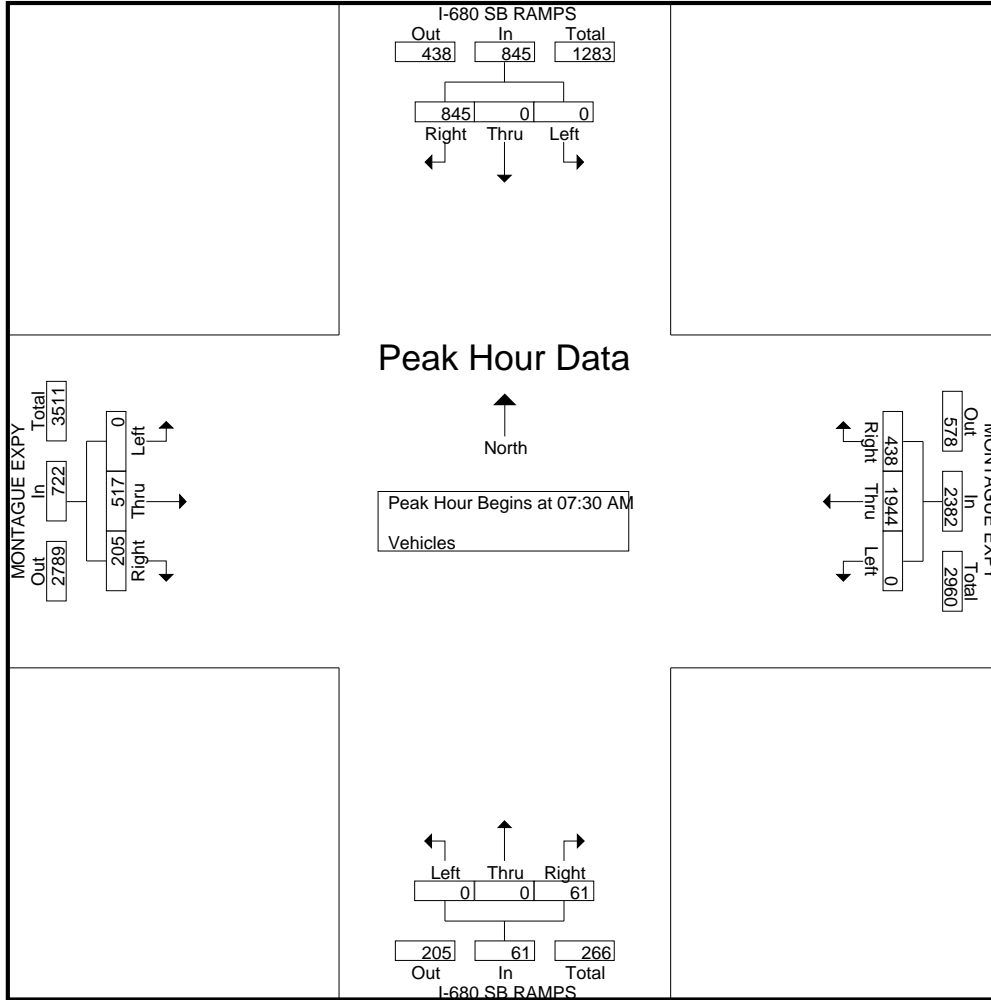 I-680 SB RAMPS
Out In Total
438 845 1283
845 0 0
Right Thru Left
Peak Hour Data
North
Peak Hour Begins at 07:30 AM
Vehicles
MONTAGUE EXPY
Out In Total
2789 722 3511
205 517 0
Right Thru Left
MONTAGUE EXPY
Out In Total
578 2382 2960
438 1944 0
Right Thru Left
Left Thru Right
0 0 61
205 61 266
Out In Total
I-680 SB RAMPS